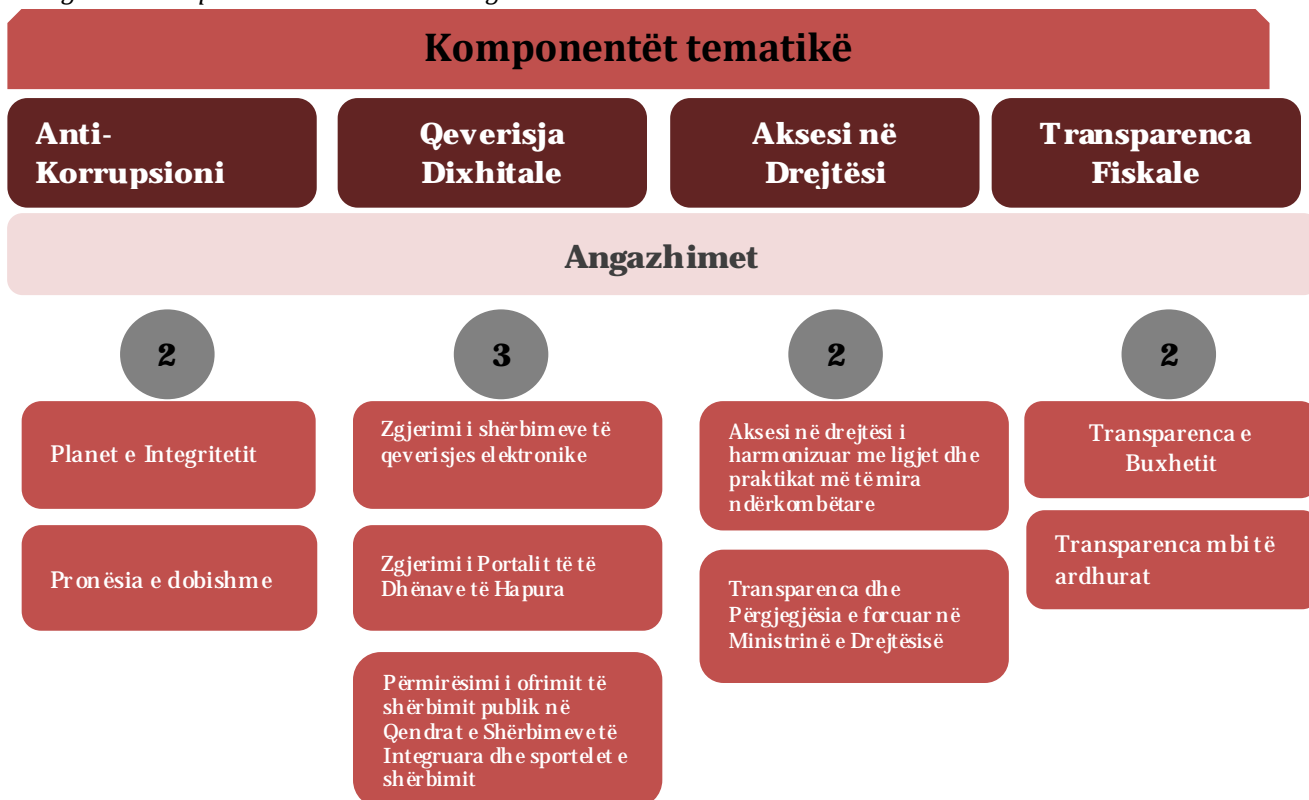 Komponentët tematikë
Anti-
Korrupsioni
Qeverisja
Dixhitale
Aksesi në
Drejtësi
Transparenca
Fiskale
Angazhimet
2
3
2
2
Planet e Integritetit
Pronësia e dobishme
Zgjerimi i shërbimeve të
qeverisjes elektronike
Zgjerimi i Portalit të të
Dhënave të Hapura
Përmirësimi i ofrimit të
shërbimit publik në
Qendrat e Shërbimeve të
Integruara dhe sportelet e
shërbimit
Aksesi në drejtësi i
harmonizuar me ligjet dhe
praktikat më të mira
ndërkombëtare
Transparenca dhe
Përgjegjësia e forcuar në
Ministrinë e Drejtësisë
Transparenca e
Buxhetit
Transparenca mbi të
ardhurat